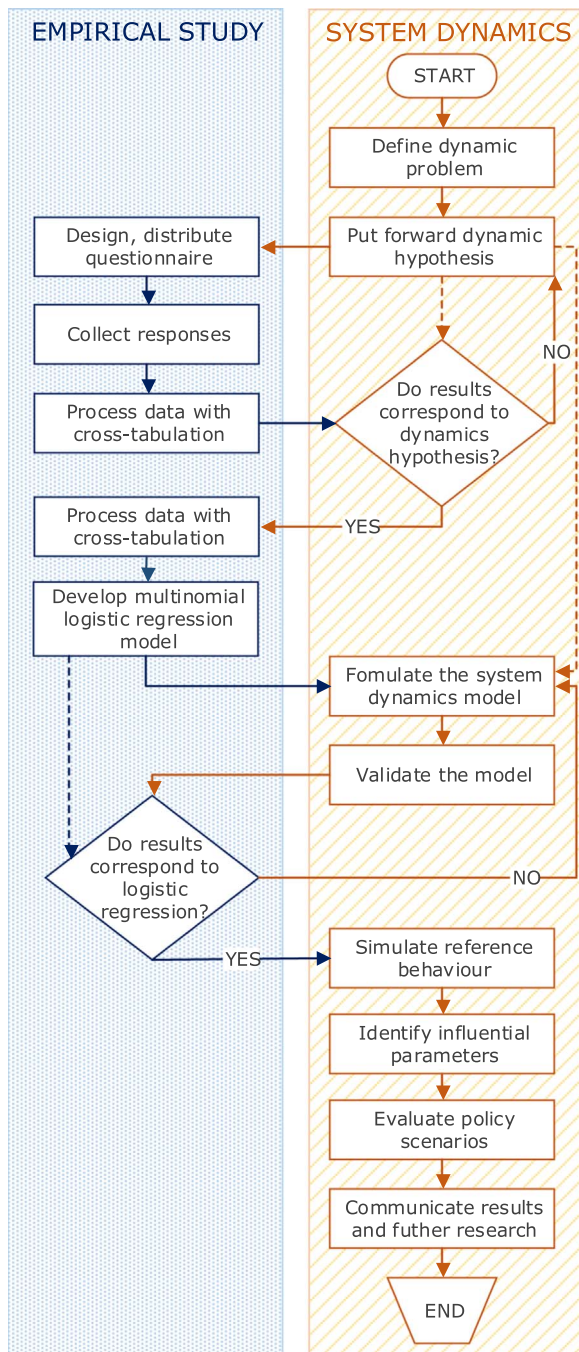 EMPIRICAL STUDY
SYSTEM DYNAMICS
START
Define dynamic
problem
Put forward dynamic
hypothesis
Design, distribute
questionnaire
Collect responses
NO
Process data with
cross-tabulation
Do results
correspond to
dynamics
hypothesis?
YES
Process data with
cross-tabulation
Develop multinomial
logistic regression
model
Fomulate the system
dynamics model
Validate the model
Do results
correspond to
logistic
regression?
NO
YES
Simulate reference
behaviour
Identify influential
parameters
Evaluate policy
scenarios
Communicate results
and futher research
END